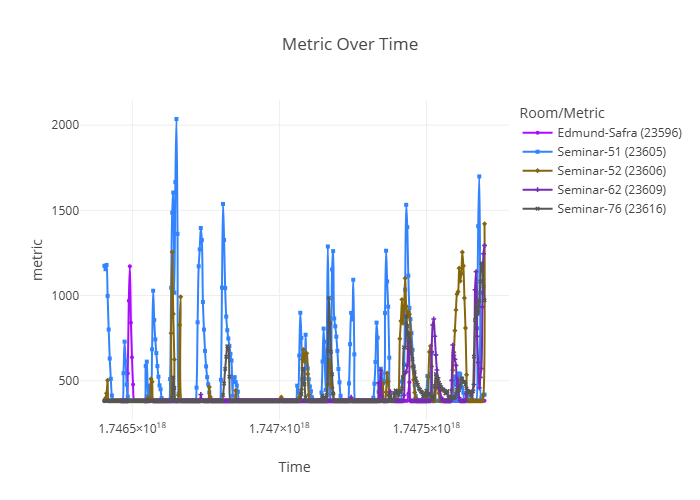 Metric Over Time
Room/Metric
Edmund-Safra (23596)
Seminar-51 (23605)
Seminar-52 (23606)
Seminar-62 (23609)
Seminar-76 (23616)
metric
2000
1500
1000
500
1.7465×10¹⁸
1.747×10¹⁸
1.7475×10¹⁸
Time